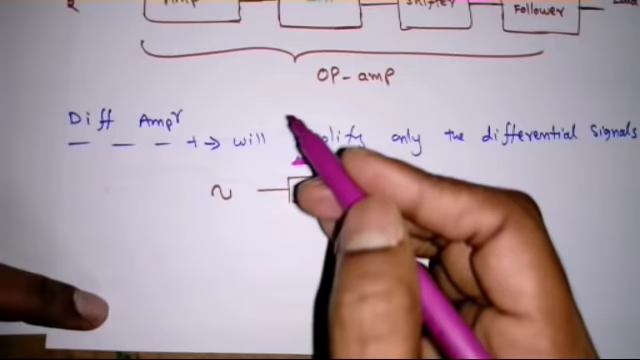 Amp
shifter
Follower
OP-amp
Diff Ampr
will only the differential Signals